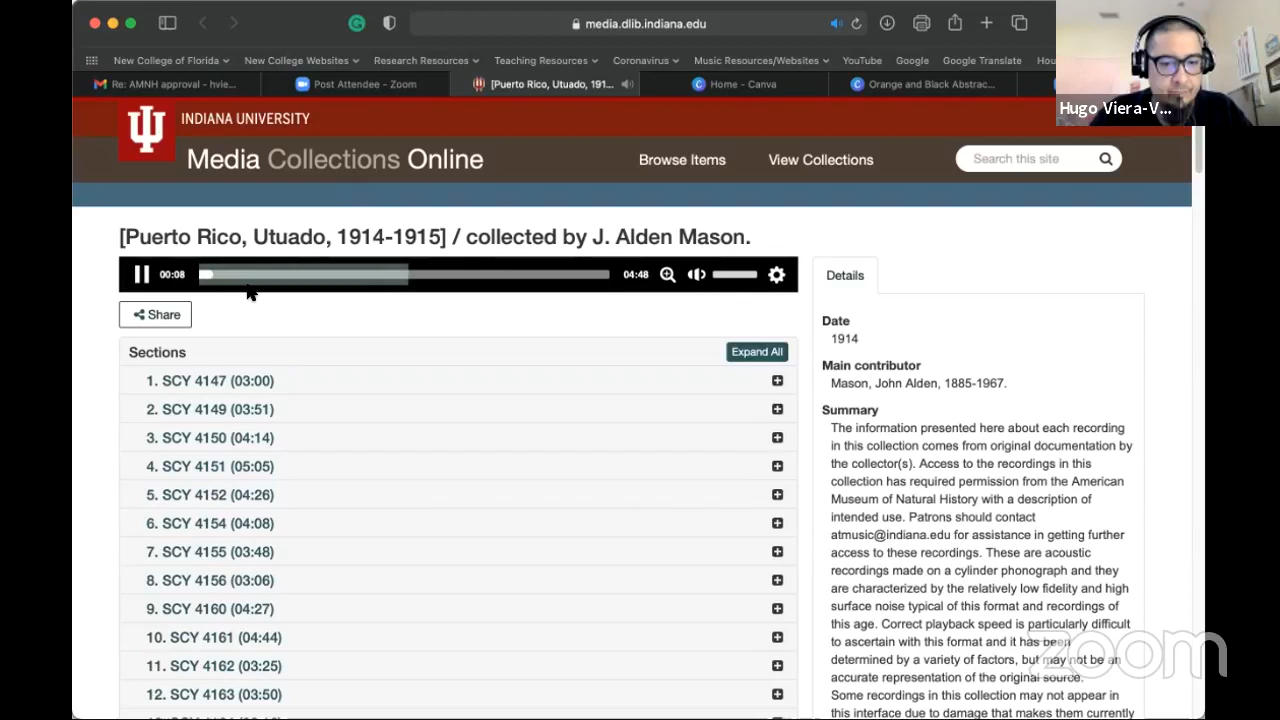 media.dlib.indiana.edu
New College of Florida
New College Websites
Research Resources
Teaching Resources
Coronavirus
Music Resources/Websites
YouTube
Google
Google Translate
Hou
Re: AMNH approval - hvie...
Post Attendee - Zoom
[Puerto Rico, Utuado, 191...
Home - Canva
Orange and Black Abstrac...
Hugo Viera-V...
INDIANA UNIVERSITY
Media Collections Online
Browse Items
View Collections
Search this site
[Puerto Rico, Utuado, 1914-1915] / collected by J. Alden Mason.
00:08
04:48
Share
Sections
Expand All
1. SCY 4147 (03:00)
2. SCY 4149 (03:51)
3. SCY 4150 (04:14)
4. SCY 4151 (05:05)
5. SCY 4152 (04:26)
6. SCY 4154 (04:08)
7. SCY 4155 (03:48)
8. SCY 4156 (03:06)
9. SCY 4160 (04:27)
10. SCY 4161 (04:44)
11. SCY 4162 (03:25)
12. SCY 4163 (03:50)
Details
Date
1914
Main contributor
Mason, John Alden, 1885-1967.
Summary
The information presented here about each recording
in this collection comes from original documentation by
the collector(s). Access to the recordings in this
collection has required permission from the American
Museum of Natural History with a description of
intended use. Patrons should contact
atmusic@indiana.edu for assistance in getting further
access to these recordings. These are acoustic
recordings made on a cylinder phonograph and they
are characterized by the relatively low fidelity and high
surface noise typical of this format and recordings of
this age. Correct playback speed is particularly difficult
to ascertain with this format and it has been
determined by a variety of factors, but may not be an
accurate representation of the original source.
Some recordings in this collection may not appear in
this interface due to damage that makes them currently
zoom